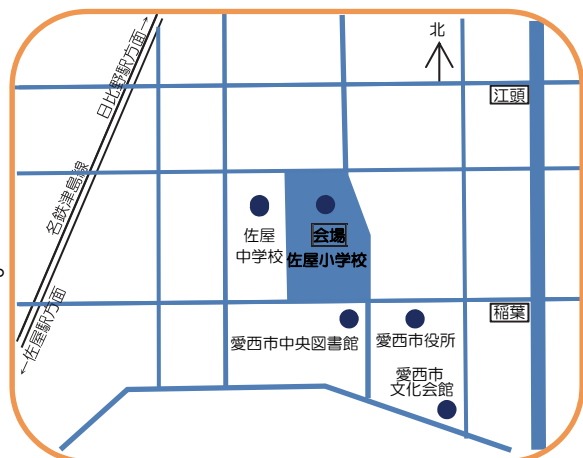 北
日比野駅方面→
江頭
名鉄津島線
佐屋
中学校
会場
佐屋小学校
←佐屋駅方面
稲葉
愛西市中央図書館
愛西市役所
愛西市
文化会館